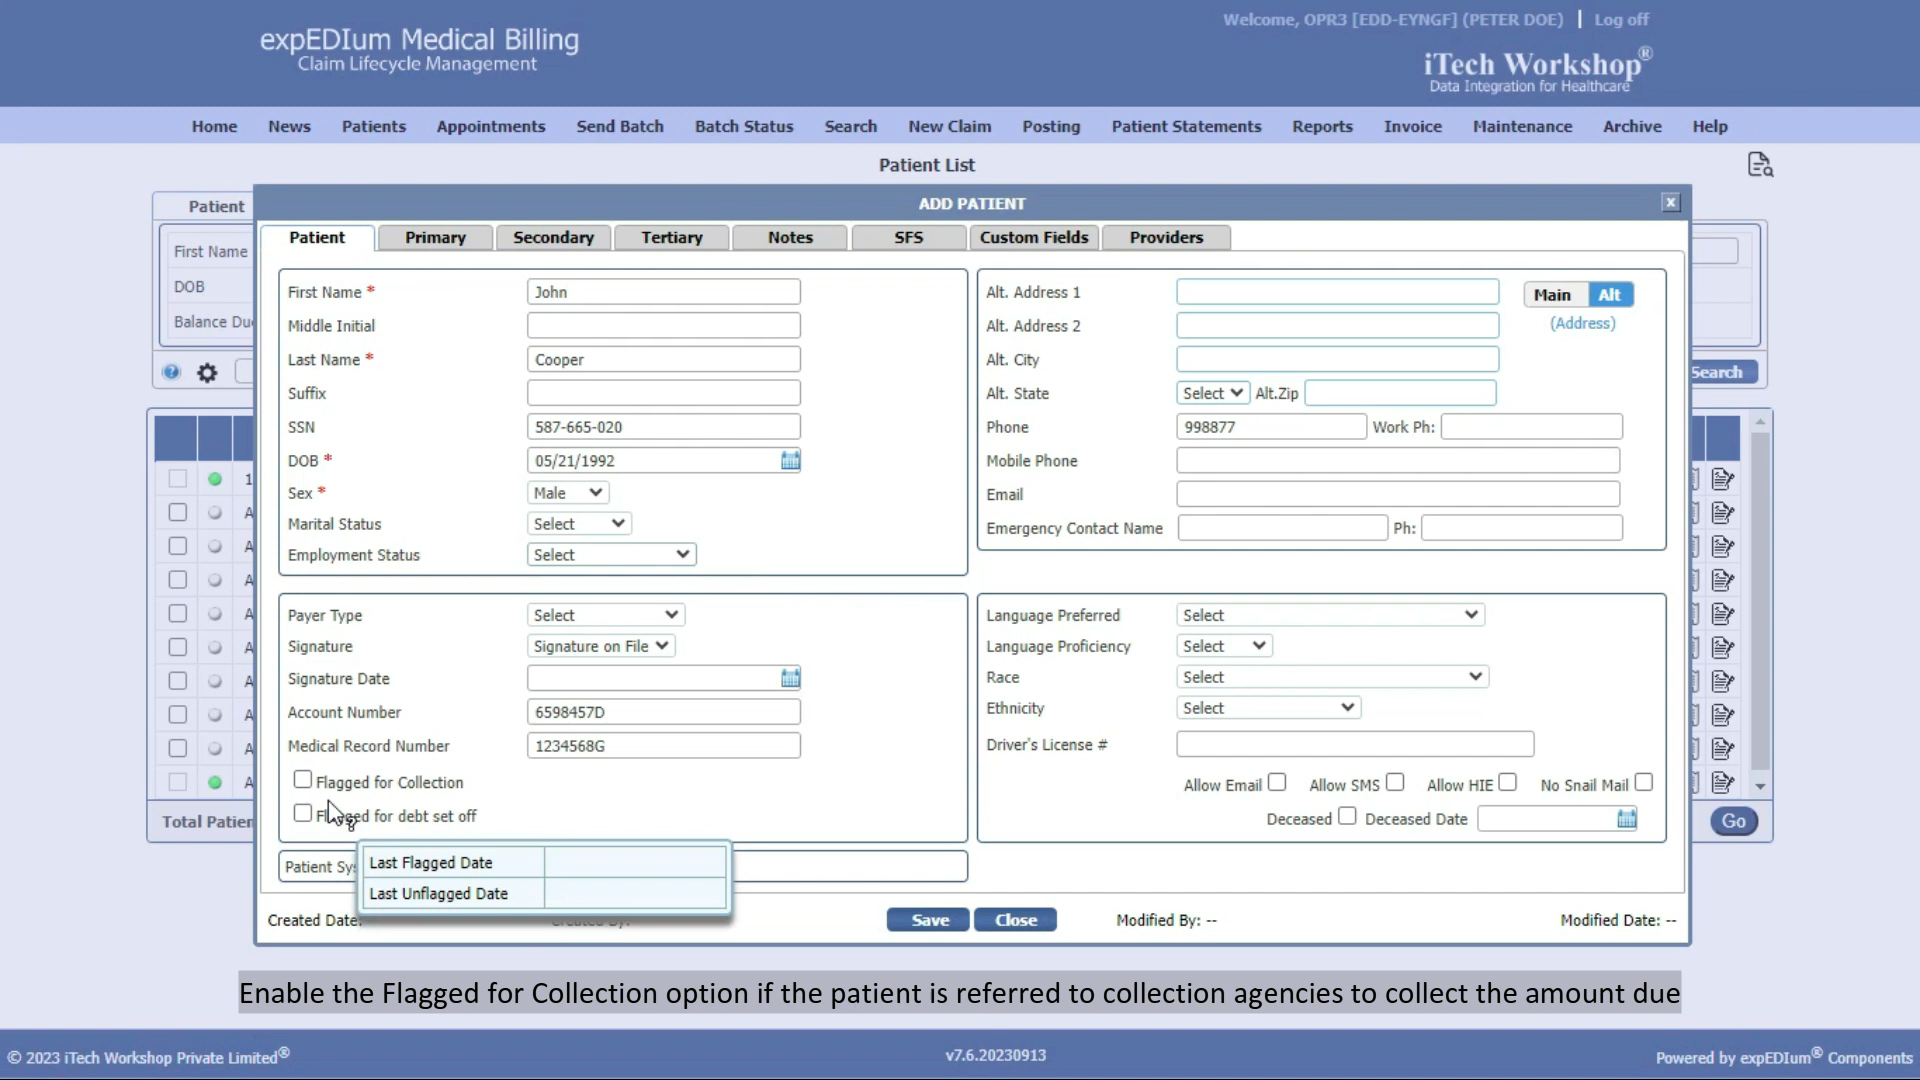 Welcome, OPR3 [EDD-EYNGF] (PETER DOE) | Log off
expEDIum Medical Billing
Claim Lifecycle Management
iTech Workshop®
Data Integration for Healthcare
Home News Patients Appointments Send Batch Batch Status Search New Claim Posting Patient Statements Reports Invoice Maintenance Archive Help
Patient List
Patient
First Name
DOB
Balance Du
Search
ADD PATIENT
x
Patient Primary Secondary Tertiary Notes SFS Custom Fields Providers
First Name * John
Middle Initial
Last Name * Cooper
Suffix
SSN 587-665-020
DOB * 05/21/1992
Sex * Male
Marital Status Select
Employment Status Select
Alt. Address 1
Main Alt
Alt. Address 2
(Address)
Alt. City
Alt. State Select Alt.Zip
Phone 998877 Work Ph:
Mobile Phone
Email
Emergency Contact Name Ph:
Payer Type Select
Signature Signature on File
Signature Date
Account Number 6598457D
Medical Record Number 1234568G
Flagged for Collection
Flagged for debt set off
Language Preferred Select
Language Proficiency Select
Race Select
Ethnicity Select
Driver's License #
Allow Email Allow SMS Allow HIE No Snail Mail
Deceased Deceased Date
Patient Sy
Last Flagged Date
Last Unflagged Date
Created Date: Created By: Save Close Modified By: -- Modified Date: --
1
A
A
A
A
A
A
A
A
A
Total Patien
Go
Enable the Flagged for Collection option if the patient is referred to collection agencies to collect the amount due
© 2023 iTech Workshop Private Limited® v7.6.20230913 Powered by expEDIum® Components